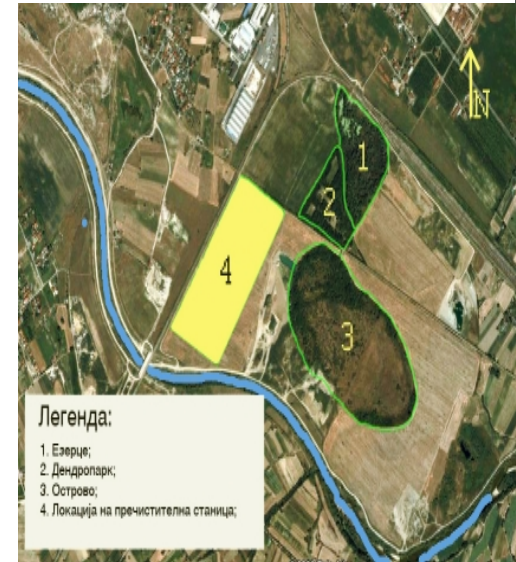 N
1
2
4
3
Легенда:
1. Езерце;
2. Дендропарк;
3. Острово;
4. Локација на пречистителна станица;